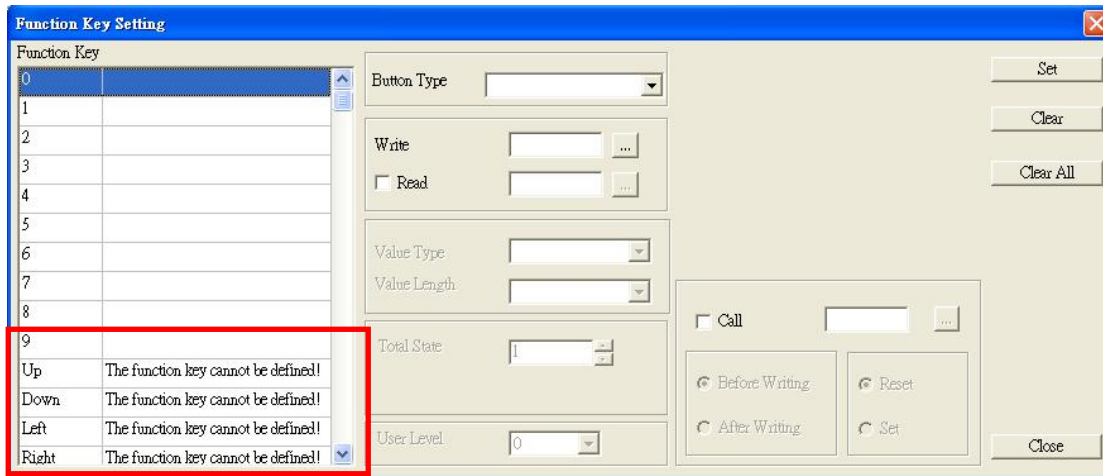 Function Key Setting
Function Key
0
1
2
3
4
5
6
7
8
9
Up The function key cannot be defined!
Down The function key cannot be defined!
Left The function key cannot be defined!
Right The function key cannot be defined!
Button Type
Write ...
Read ...
Value Type
Value Length
Total State 1
User Level 0
Call ...
Before Writing
After Writing
Reset
Set
Set
Clear
Clear All
Close